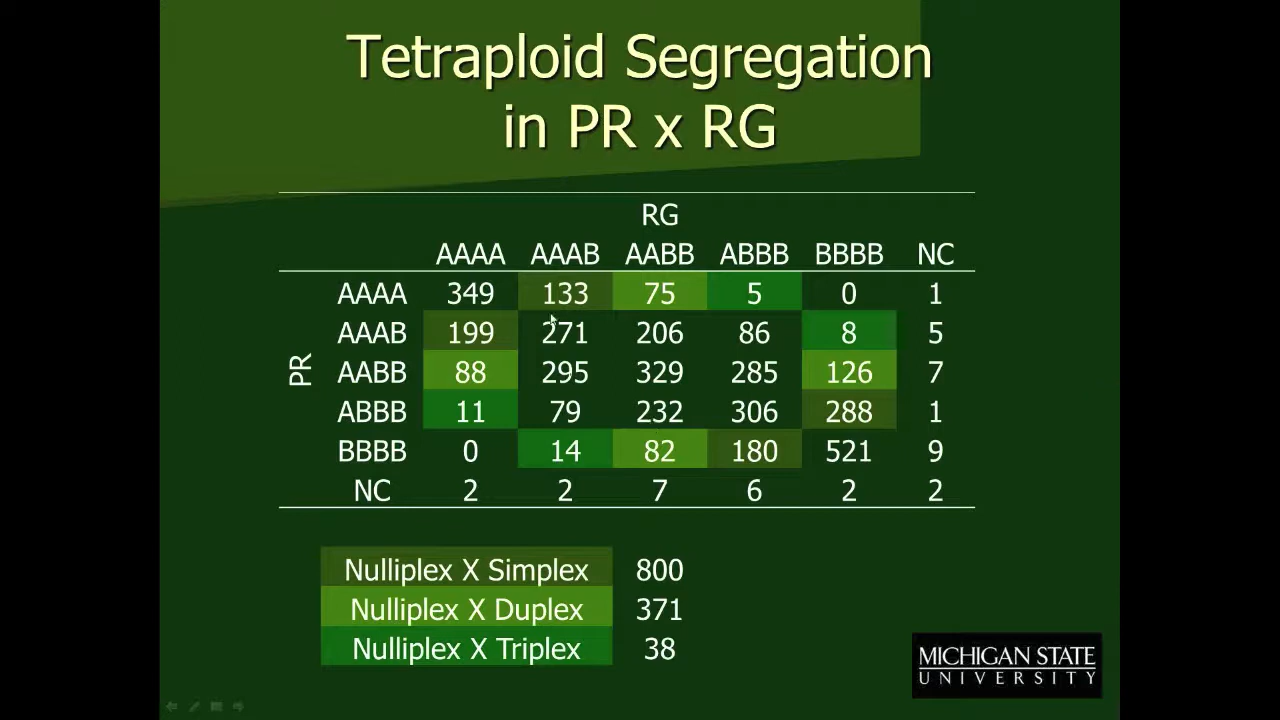 Tetraploid Segregation
in PR x RG
RG
AAAA AAAB AABB ABBB BBBB NC
AAAA 349 133 75 5 0 1
AAAB 199 271 206 86 8 5
PR
AABB 88 295 329 285 126 7
ABBB 11 79 232 306 288 1
BBBB 0 14 82 180 521 9
NC 2 2 7 6 2 2
Nulliplex X Simplex 800
Nulliplex X Duplex 371
Nulliplex X Triplex 38
MICHIGAN STATE
UNIVERSITY